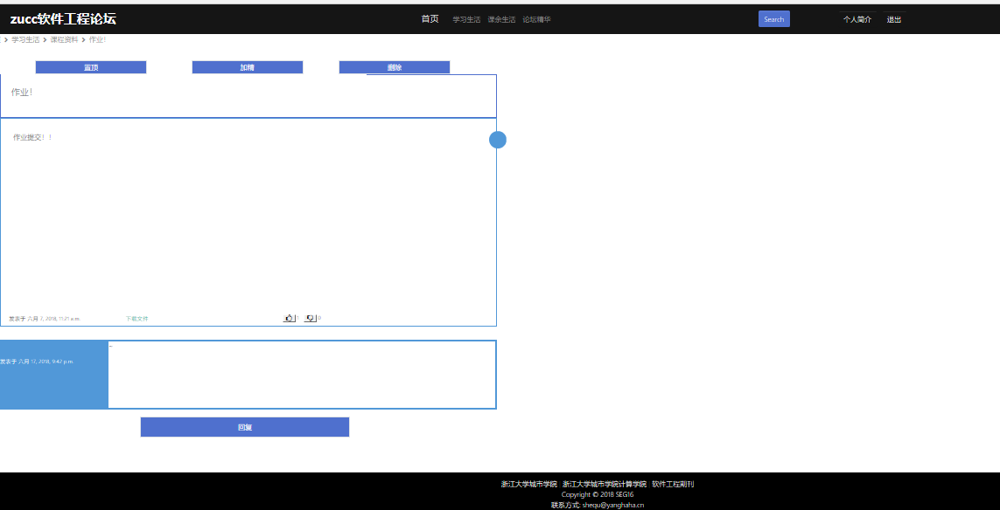 zucc软件工程论坛 首页 学习生活 课余生活 论坛精华 Search 个人简介 退出
> 学习生活 > 课程资料 > 作业!
置顶 加精 删除
作业!
作业提交！！
发表于 六月 7, 2018, 11:21 a.m. 下载文件 1 0
发表于 六月 17, 2018, 9:47 p.m.
回复
浙江大学城市学院 | 浙江大学城市学院计算学院 | 软件工程期刊
Copyright © 2018 SEG16
联系方式: shequ@yanghaha.cn